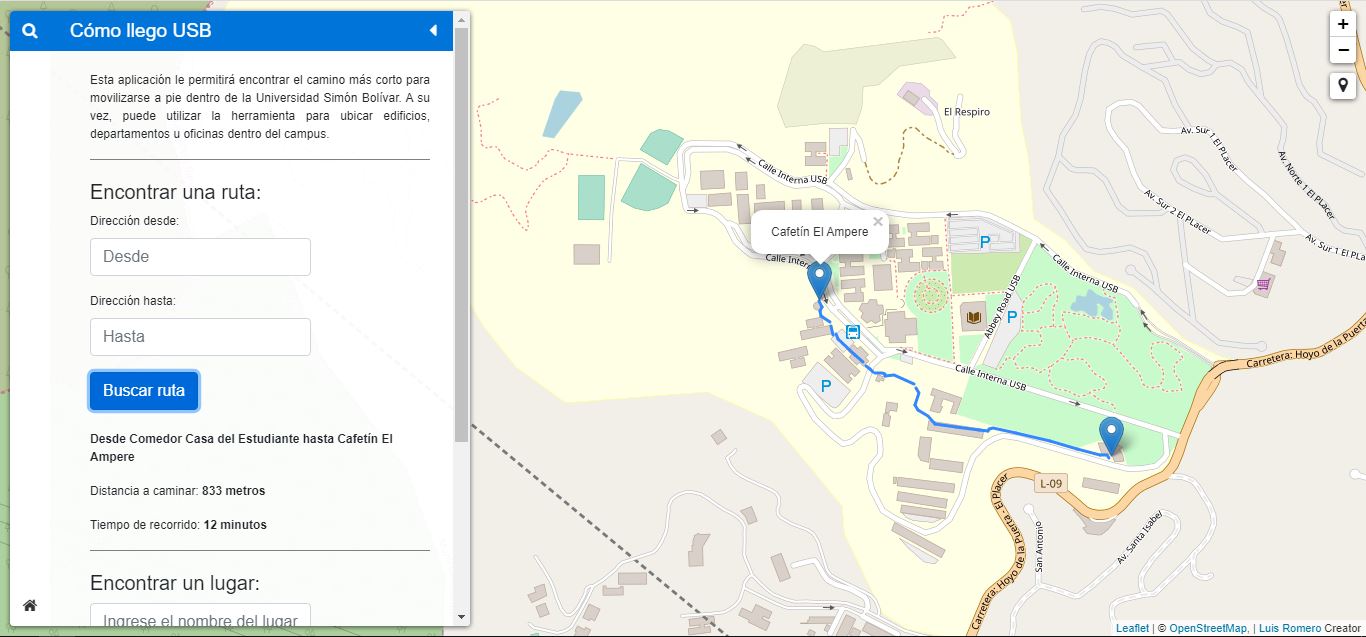 Cómo llego USB
Esta aplicación le permitirá encontrar el camino más corto para
movilizarse a pie dentro de la Universidad Simón Bolívar. A su
vez, puede utilizar la herramienta para ubicar edificios,
departamentos u oficinas dentro del campus.
Encontrar una ruta:
Dirección desde:
Desde
Dirección hasta:
Hasta
Buscar ruta
Desde Comedor Casa del Estudiante hasta Cafetín El
Ampere
Distancia a caminar: 833 metros
Tiempo de recorrido: 12 minutos
Encontrar un lugar:
Ingrese el nombre del lugar
+
−
El Respiro
Calle Interna USB
Cafetín El Ampere
Calle Inter
P
Calle Interna USB
Abbey Road USB
P
P
Calle Interna USB
Av. Sur 1 El PLacer
Av. Norte 1 El PLacer
Av. Sur 2 El PLacer
Av. Sur 1 El PLa
Carretera: Hoyo de la Puerta
L-09
Carretera: Hoyo de la Puerta - El Placer
San Antonio
Av. Santa Isabel
Leaflet | © OpenStreetMap, | Luis Romero Creator